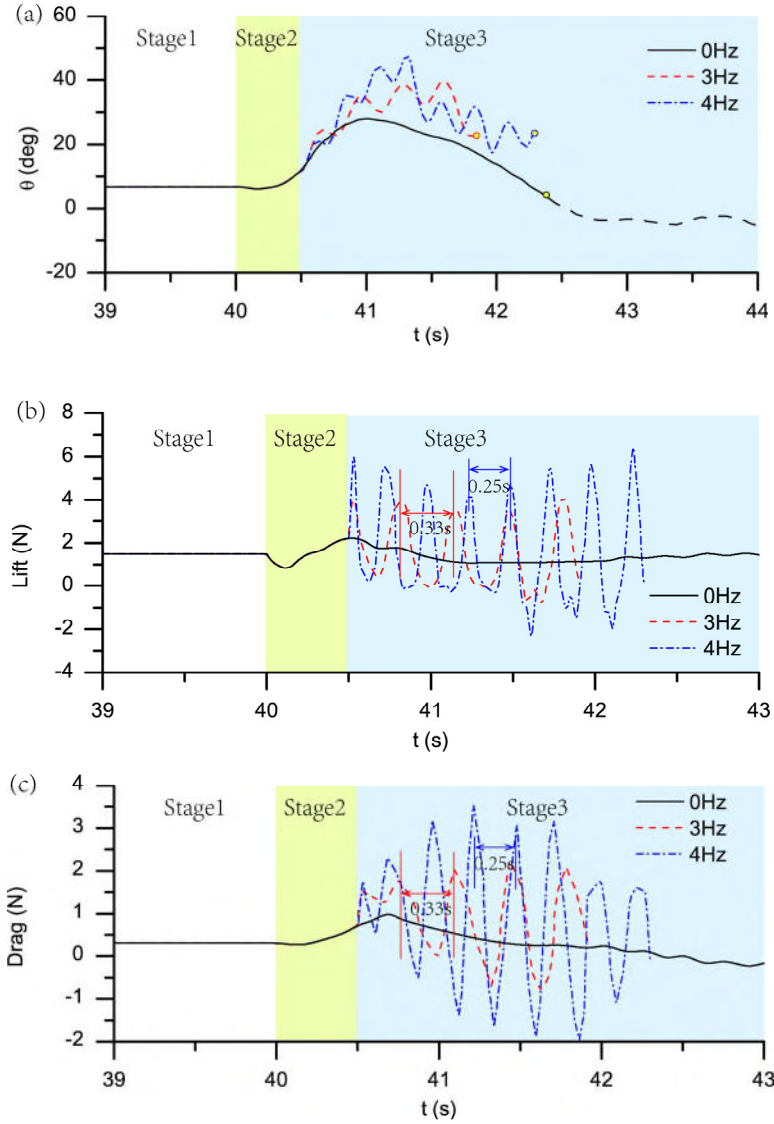 (a)
60
40
20
0
-20
θ (deg)
Stage1 Stage2 Stage3
0Hz
3Hz
4Hz
39 40 41 42 43 44
t (s)
(b)
8
6
4
2
0
-2
-4
Lift (N)
Stage1 Stage2 Stage3
0.25s
0.33s
0Hz
3Hz
4Hz
39 40 41 42 43
t (s)
(c)
4
3
2
1
0
-1
-2
Drag (N)
Stage1 Stage2 Stage3
0Hz
3Hz
4Hz
0.25s
0.33s
39 40 41 42 43
t (s)